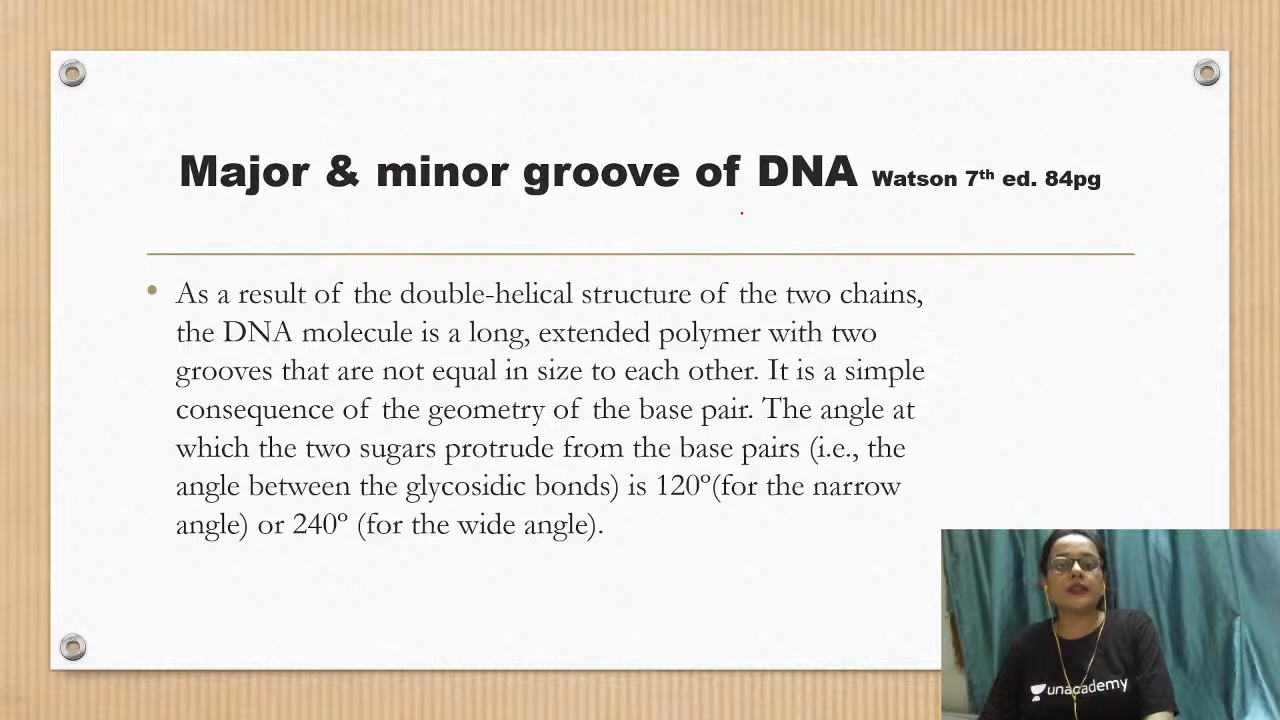 Major & minor groove of DNA Watson 7th ed. 84pg
• As a result of the double-helical structure of the two chains,
the DNA molecule is a long, extended polymer with two
grooves that are not equal in size to each other. It is a simple
consequence of the geometry of the base pair. The angle at
which the two sugars protrude from the base pairs (i.e., the
angle between the glycosidic bonds) is 120º(for the narrow
angle) or 240º (for the wide angle).
unacademy